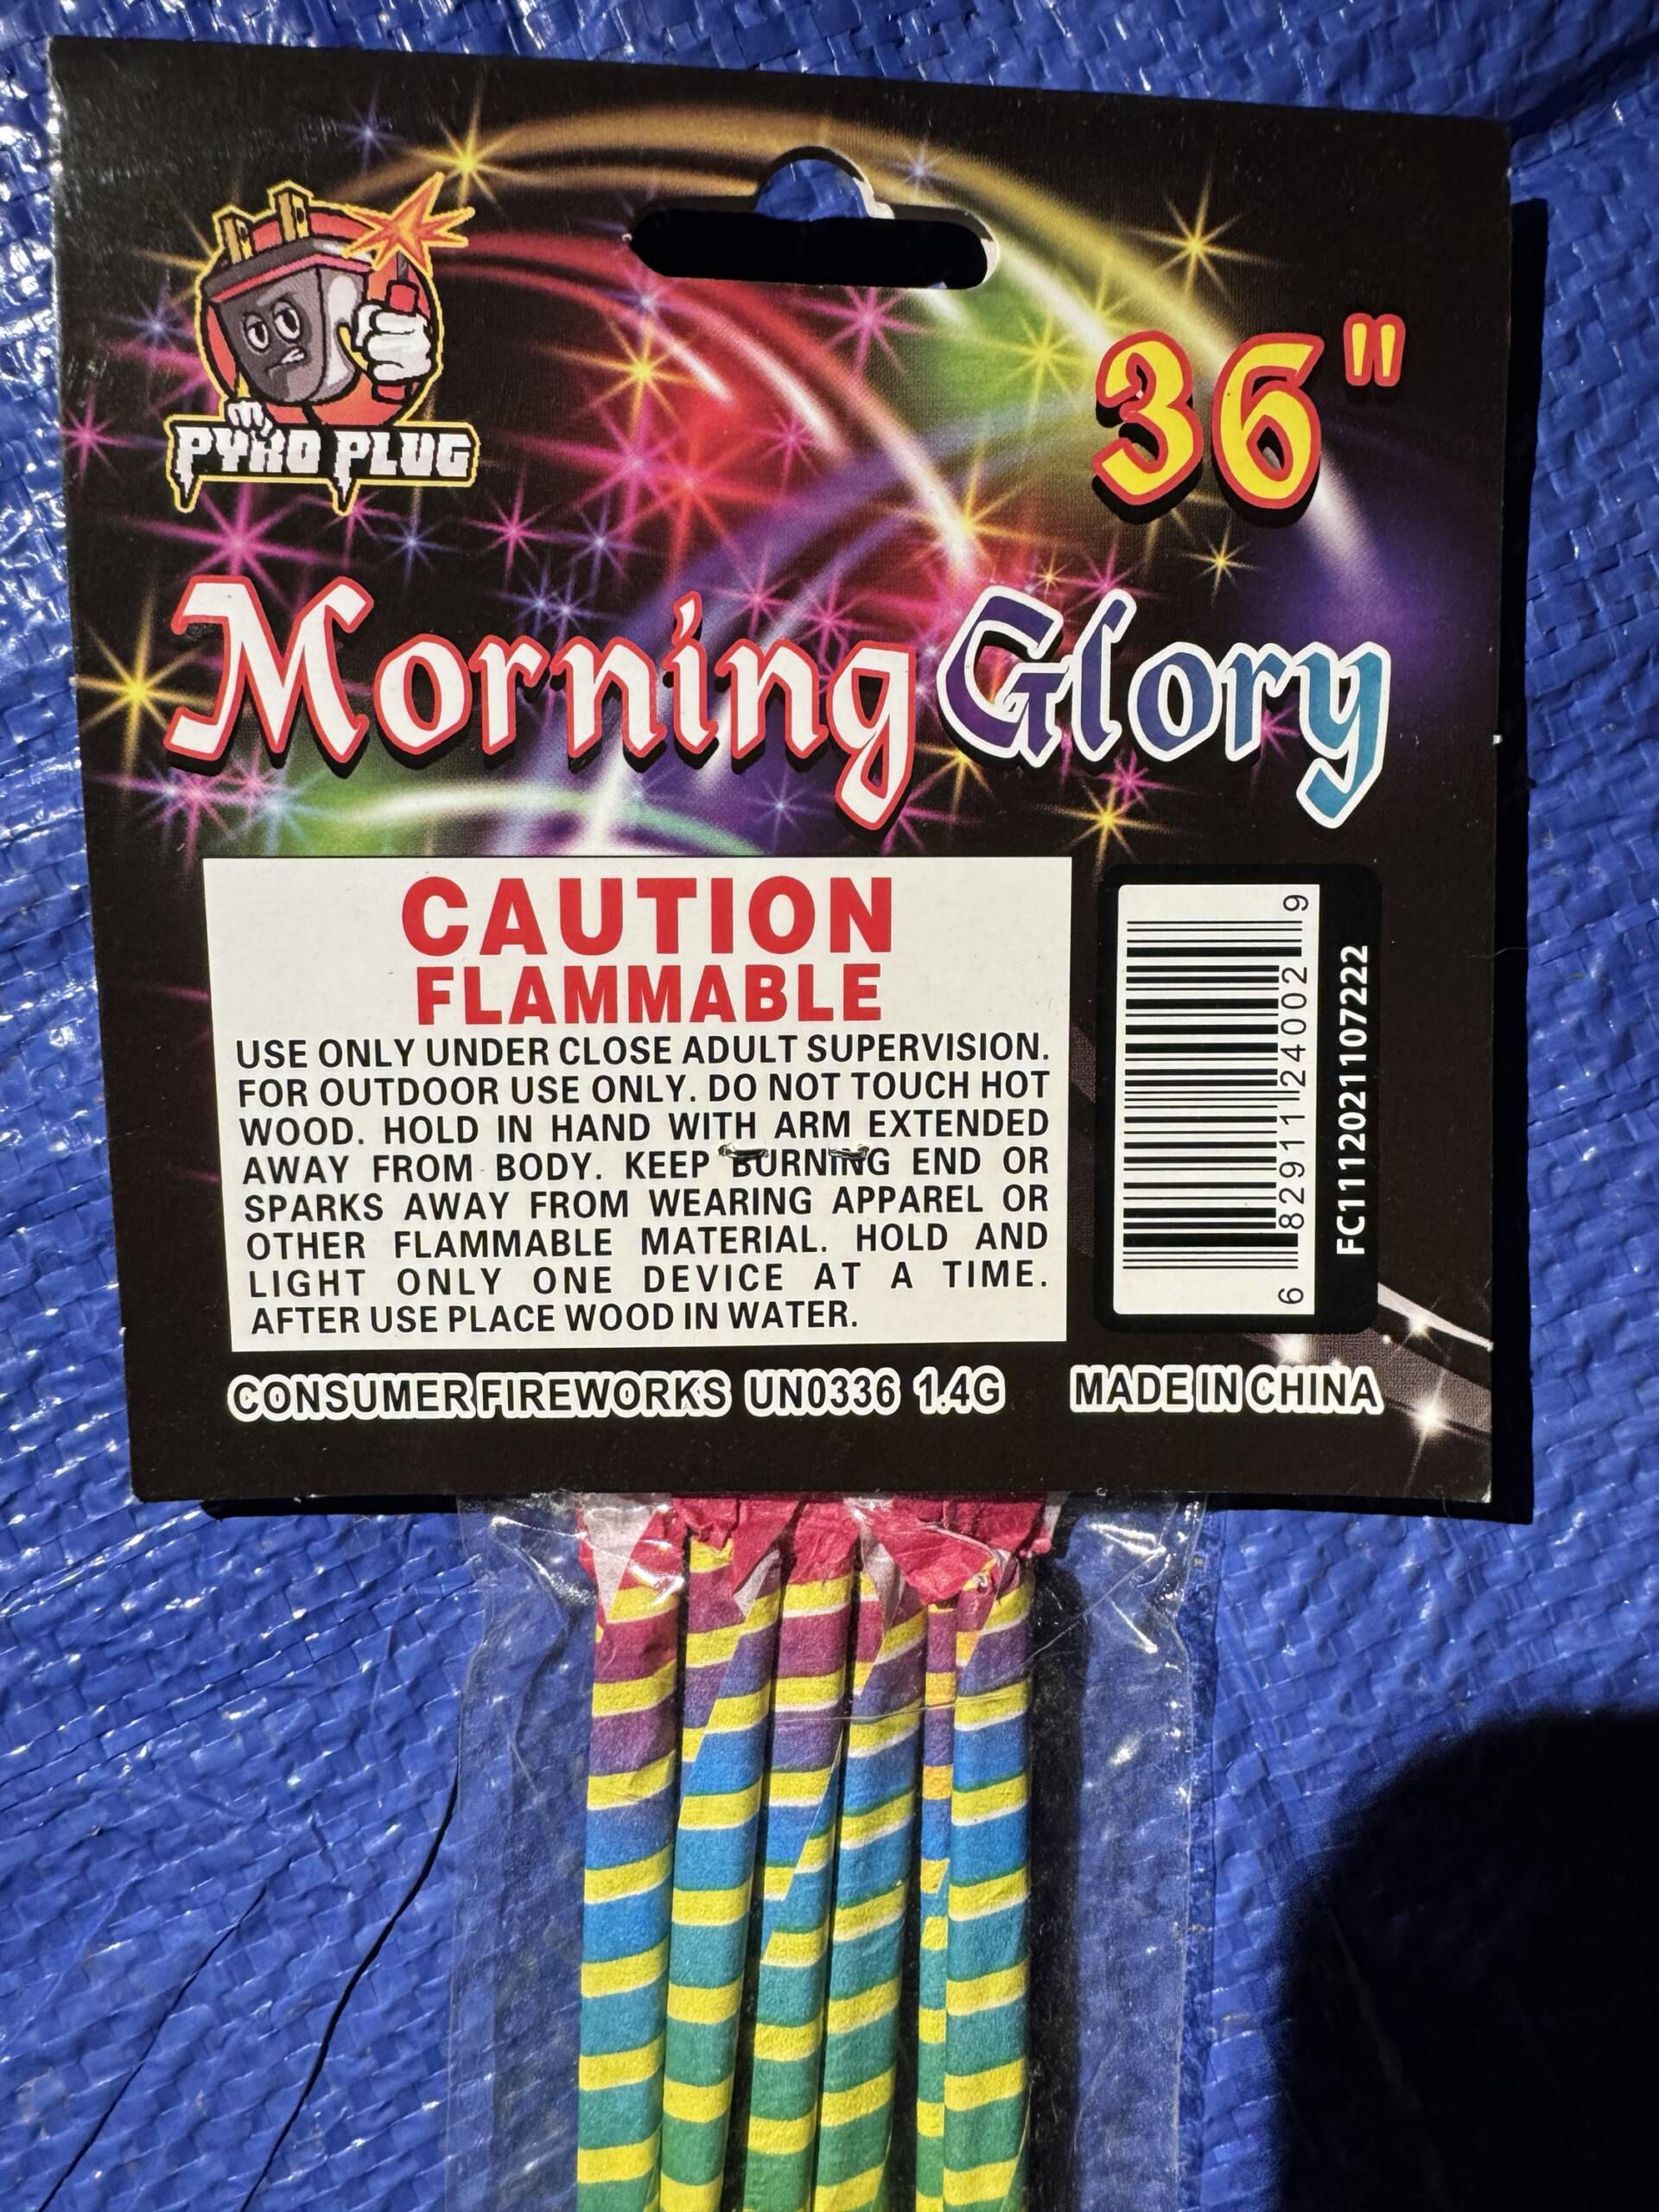 PYRO PLUG
36"
Morning Glory
CAUTION
FLAMMABLE
USE ONLY UNDER CLOSE ADULT SUPERVISION.
FOR OUTDOOR USE ONLY. DO NOT TOUCH HOT
WOOD. HOLD IN HAND WITH ARM EXTENDED
AWAY FROM BODY. KEEP BURNING END OR
SPARKS AWAY FROM WEARING APPAREL OR
OTHER FLAMMABLE MATERIAL. HOLD AND
LIGHT ONLY ONE DEVICE AT A TIME.
AFTER USE PLACE WOOD IN WATER.
6 82911 24002 9
FC1112021107222
CONSUMER FIREWORKS UN0336 1.4G
MADE IN CHINA